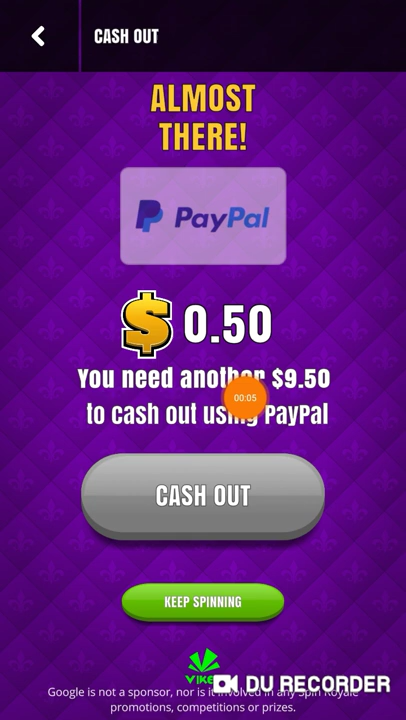 CASH OUT
ALMOST
THERE!
PayPal
$ 0.50
You need another $9.50
00:05
to cash out using PayPal
CASH OUT
KEEP SPINNING
DU RECORDER
Google is not a sponsor, nor is it involved in any Spin Royale
promotions, competitions or prizes.